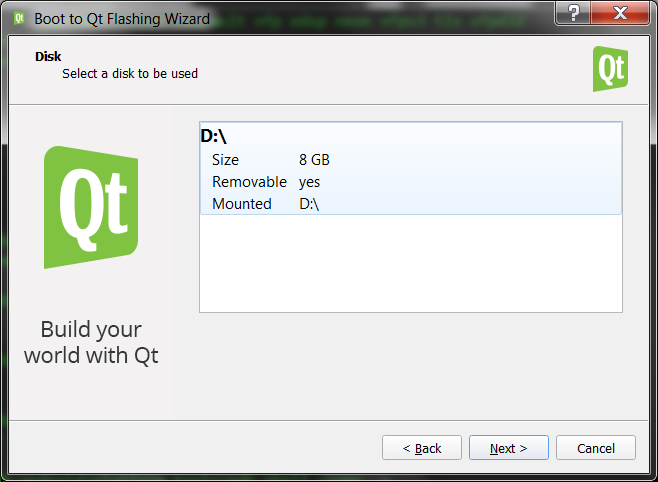 Boot to Qt Flashing Wizard
?
X
Disk
Select a disk to be used
Qt
D:\
Size 8 GB
Removable yes
Mounted D:\
Qt
Build your
world with Qt
< Back
Next >
Cancel